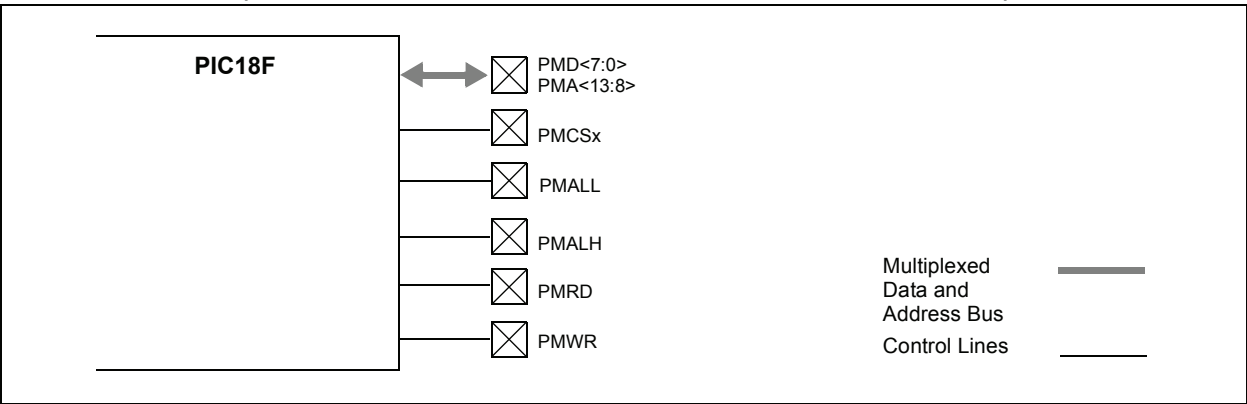 PIC18F
PMD<7:0>
PMA<13:8>
PMCSx
PMALL
PMALH
PMRD
PMWR
Multiplexed
Data and
Address Bus
Control Lines